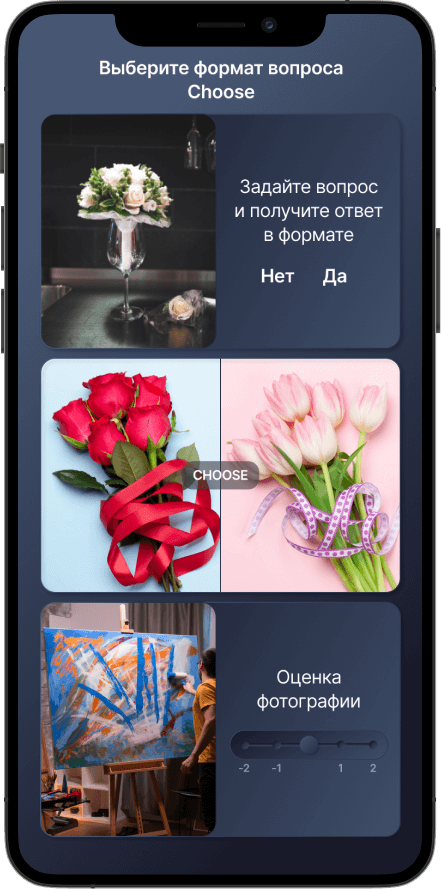 Выберите формат вопроса
Choose
Задайте вопрос
и получите ответ
в формате
Нет Да
CHOOSE
Оценка
фотографии
-2 -1 1 2